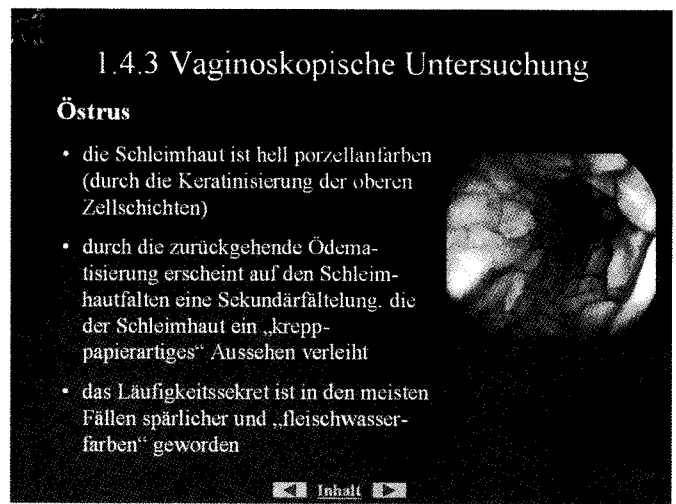 1.4.3 Vaginoskopische Untersuchung
Östrus
• die Schleimhaut ist hell porzellanfarben
(durch die Keratinisierung der oberen
Zellschichten)
• durch die zurückgehende Ödema-
tisierung erscheint auf den Schleim-
hautfalten eine Sekundärfältelung. die
der Schleimhaut ein „krepp-
papierartiges“ Aussehen verleiht
• das Läufigkeitssekret ist in den meisten
Fällen spärlicher und „fleischwasser-
farben“ geworden
Inhalt